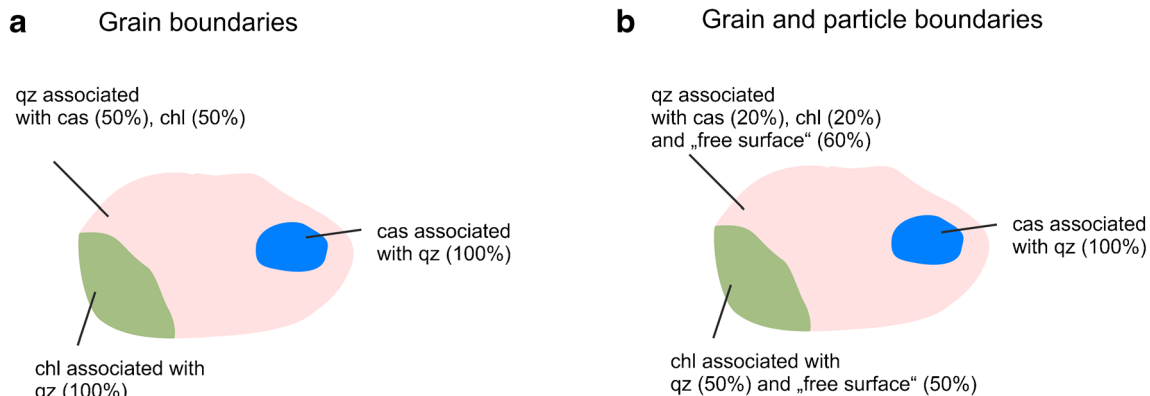 a Grain boundaries
qz associated
with cas (50%), chl (50%)
cas associated
with qz (100%)
chl associated with
qz (100%)
b Grain and particle boundaries
qz associated
with cas (20%), chl (20%)
and „free surface“ (60%)
cas associated
with qz (100%)
chl associated with
qz (50%) and „free surface“ (50%)